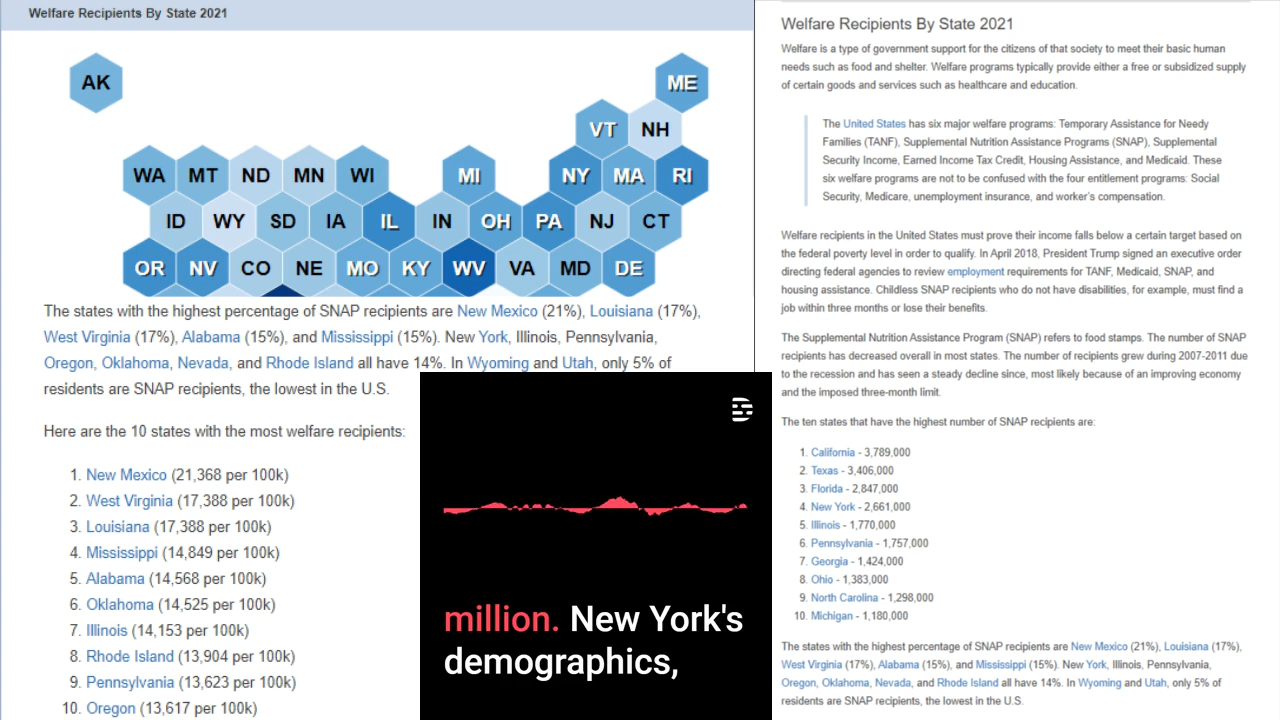 Welfare Recipients By State 2021
AK
ME
VT NH
WA MT ND MN WI MI NY MA RI
ID WY SD IA IL IN OH PA NJ CT
OR NV CO NE MO KY WV VA MD DE
The states with the highest percentage of SNAP recipients are New Mexico (21%), Louisiana (17%),
West Virginia (17%), Alabama (15%), and Mississippi (15%). New York, Illinois, Pennsylvania,
Oregon, Oklahoma, Nevada, and Rhode Island all have 14%. In Wyoming and Utah, only 5% of
residents are SNAP recipients, the lowest in the U.S.
Here are the 10 states with the most welfare recipients:
1. New Mexico (21,368 per 100k)
2. West Virginia (17,388 per 100k)
3. Louisiana (17,388 per 100k)
4. Mississippi (14,849 per 100k)
5. Alabama (14,568 per 100k)
6. Oklahoma (14,525 per 100k)
7. Illinois (14,153 per 100k)
8. Rhode Island (13,904 per 100k)
9. Pennsylvania (13,623 per 100k)
10. Oregon (13,617 per 100k)
million. New York's
demographics,
Welfare Recipients By State 2021
Welfare is a type of government support for the citizens of that society to meet their basic human
needs such as food and shelter. Welfare programs typically provide either a free or subsidized supply
of certain goods and services such as healthcare and education.
The United States has six major welfare programs: Temporary Assistance for Needy
Families (TANF), Supplemental Nutrition Assistance Programs (SNAP), Supplemental
Security Income, Earned Income Tax Credit, Housing Assistance, and Medicaid. These
six welfare programs are not to be confused with the four entitlement programs: Social
Security, Medicare, unemployment insurance, and worker's compensation.
Welfare recipients in the United States must prove their income falls below a certain target based on
the federal poverty level in order to qualify. In April 2018, President Trump signed an executive order
directing federal agencies to review employment requirements for TANF, Medicaid, SNAP, and
housing assistance. Childless SNAP recipients who do not have disabilities, for example, must find a
job within three months or lose their benefits.
The Supplemental Nutrition Assistance Program (SNAP) refers to food stamps. The number of SNAP
recipients has decreased overall in most states. The number of recipients grew during 2007-2011 due
to the recession and has seen a steady decline since, most likely because of an improving economy
and the imposed three-month limit.
The ten states that have the highest number of SNAP recipients are:
1. California - 3,789,000
2. Texas - 3,406,000
3. Florida - 2,847,000
4. New York - 2,661,000
5. Illinois - 1,770,000
6. Pennsylvania - 1,757,000
7. Georgia - 1,424,000
8. Ohio - 1,383,000
9. North Carolina - 1,298,000
10. Michigan - 1,180,000
The states with the highest percentage of SNAP recipients are New Mexico (21%), Louisiana (17%),
West Virginia (17%), Alabama (15%), and Mississippi (15%). New York, Illinois, Pennsylvania,
Oregon, Oklahoma, Nevada, and Rhode Island all have 14%. In Wyoming and Utah, only 5% of
residents are SNAP recipients, the lowest in the U.S.